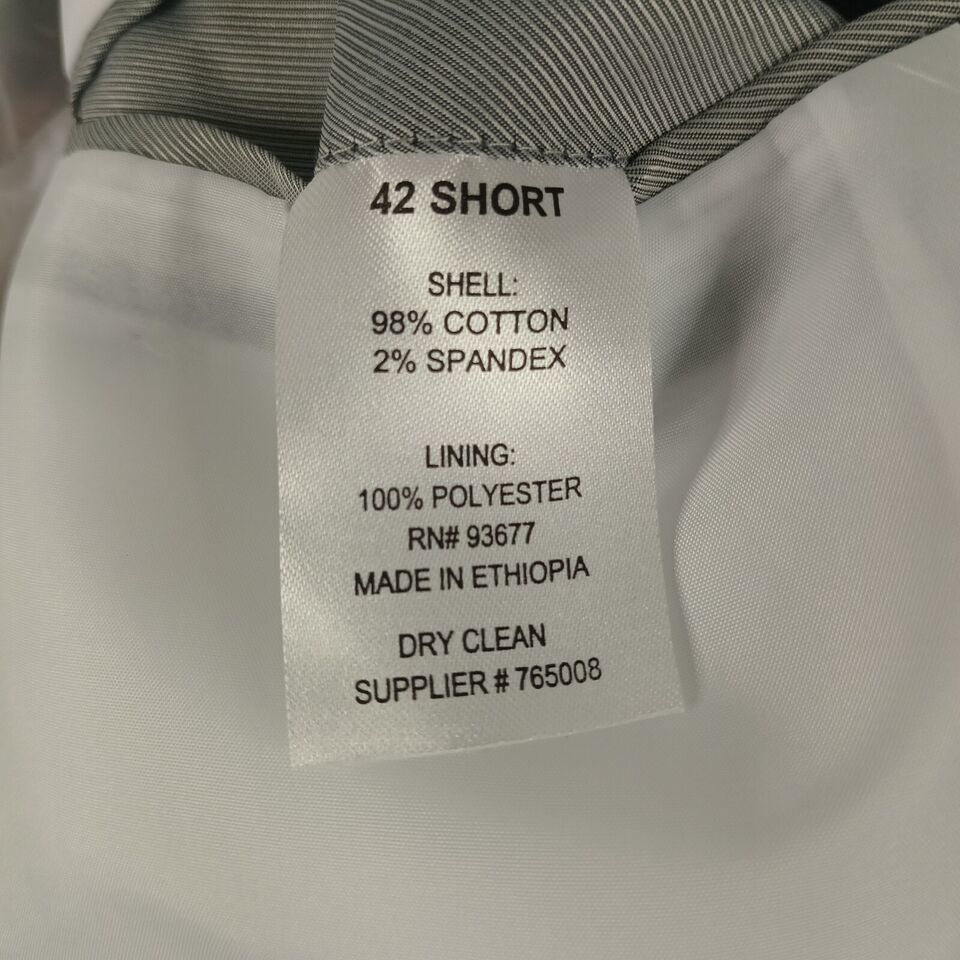 42 SHORT
SHELL:
98% COTTON
2% SPANDEX
LINING:
100% POLYESTER
RN# 93677
MADE IN ETHIOPIA
DRY CLEAN
SUPPLIER # 765008